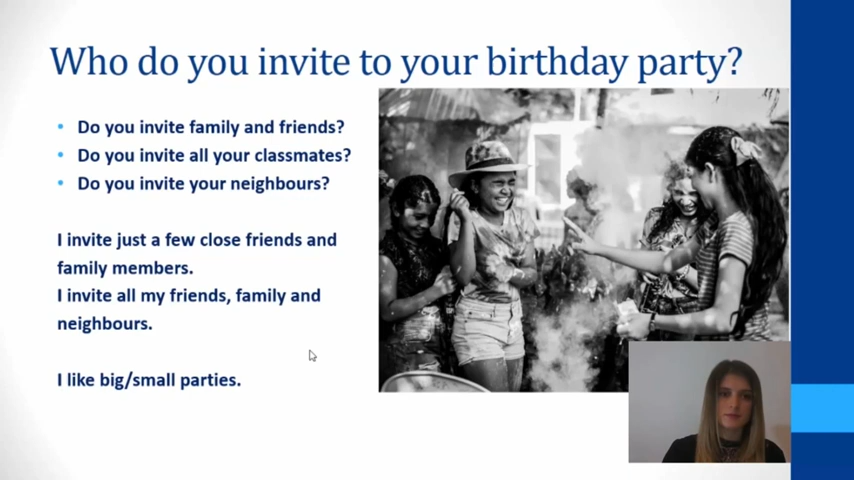 Who do you invite to your birthday party?
• Do you invite family and friends?
• Do you invite all your classmates?
• Do you invite your neighbours?
I invite just a few close friends and
family members.
I invite all my friends, family and
neighbours.
I like big/small parties.